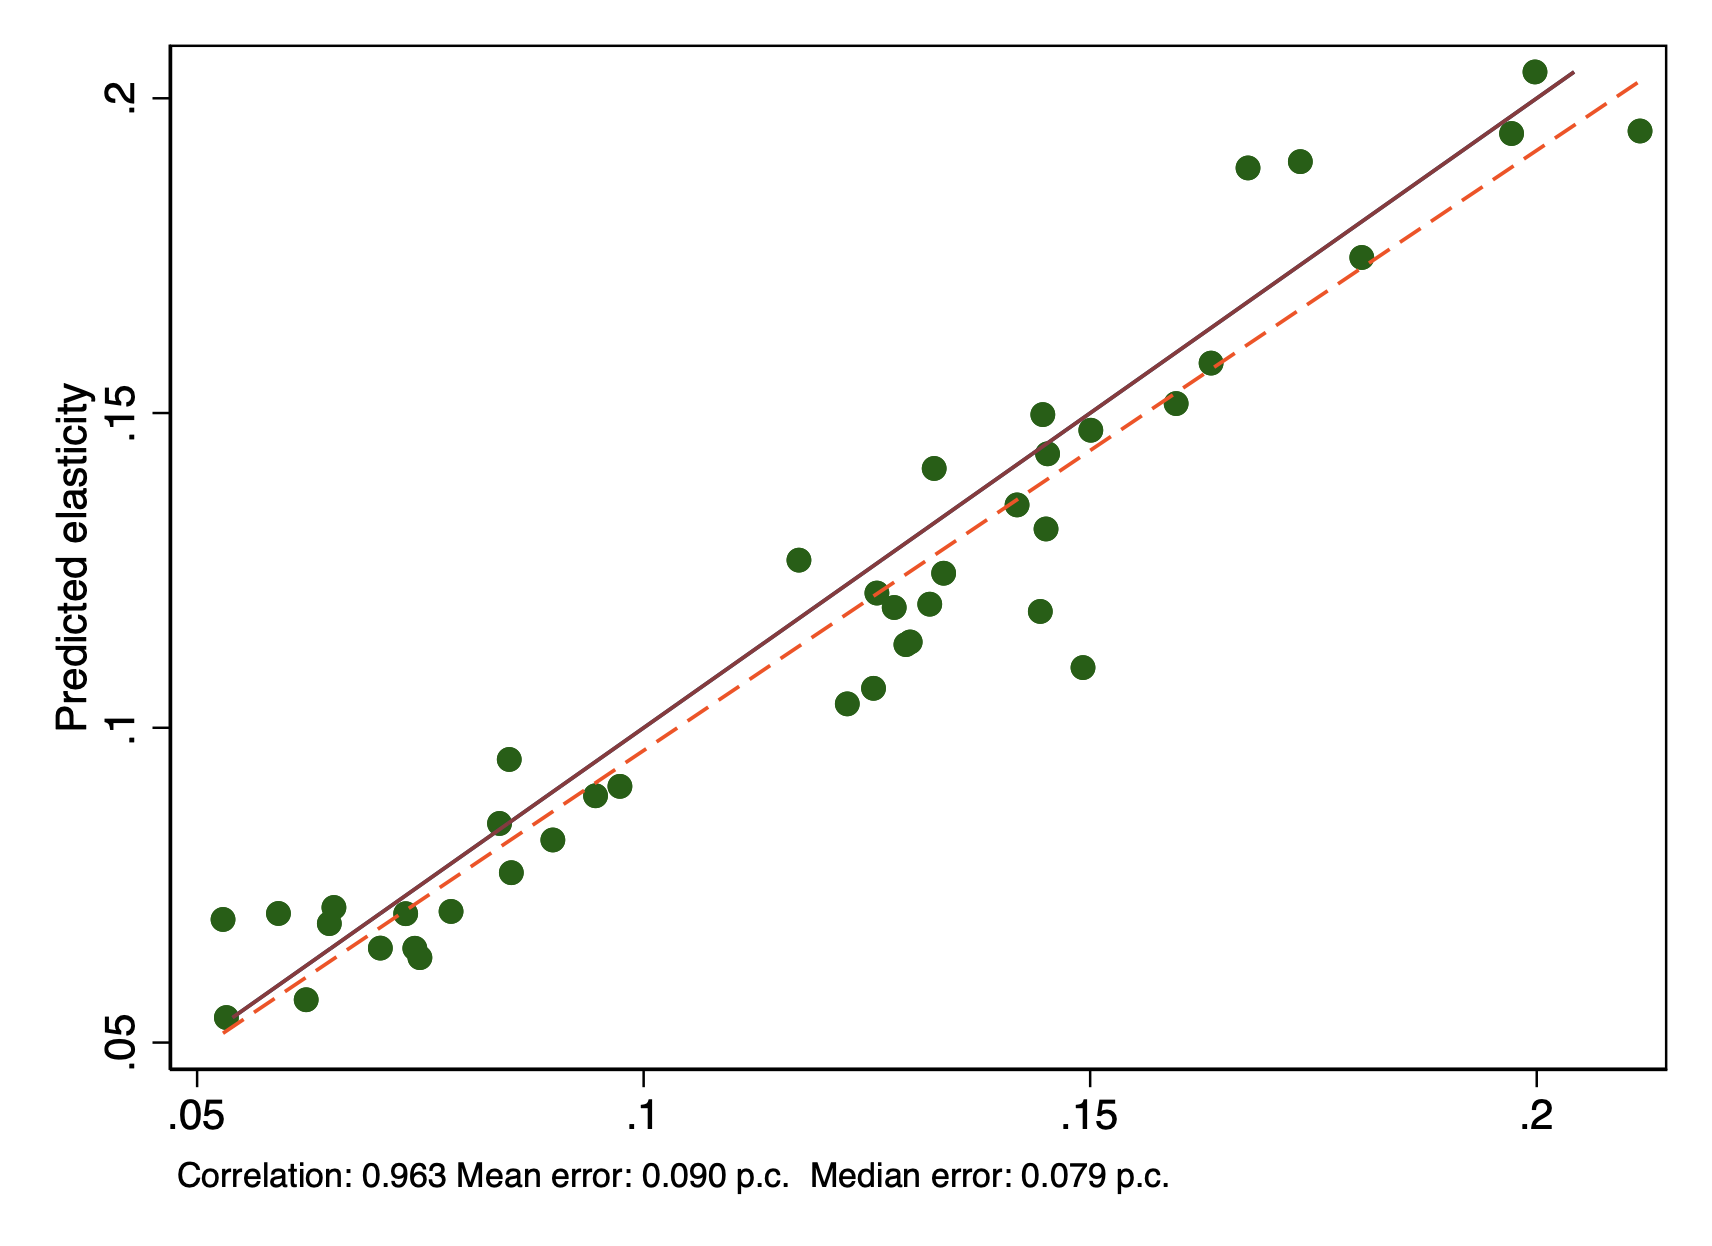 Predicted elasticity
.2
.15
.1
.05
.05 .1 .15 .2
Correlation: 0.963 Mean error: 0.090 p.c. Median error: 0.079 p.c.